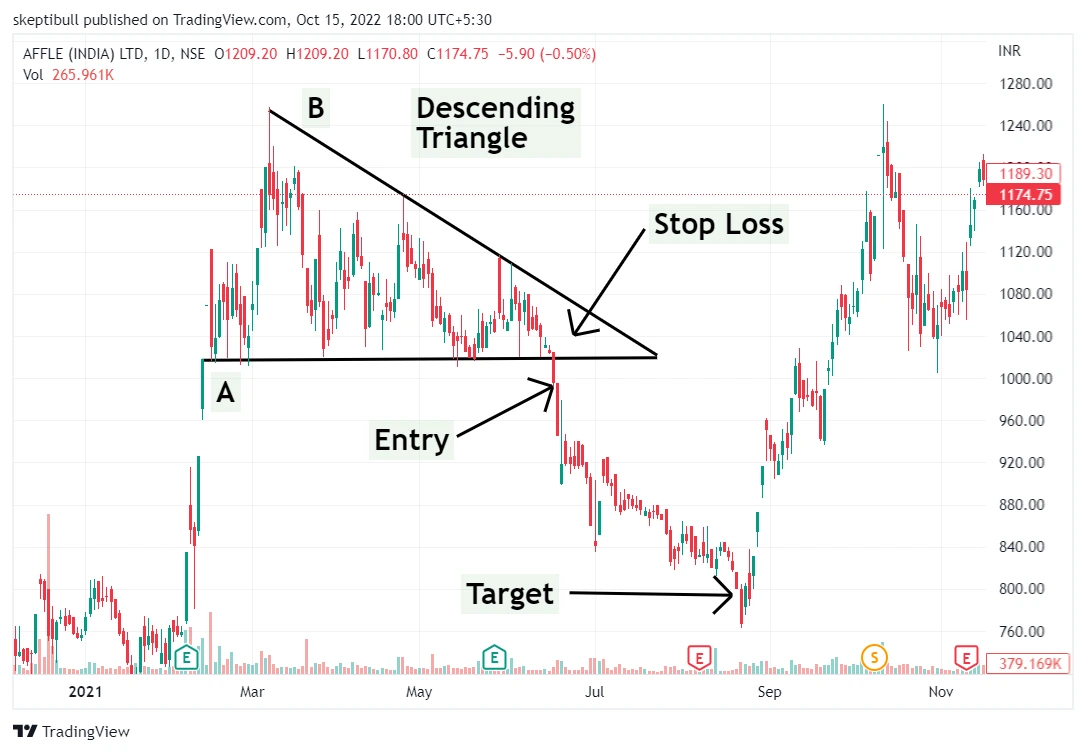 skeptibull published on TradingView.com, Oct 15, 2022 18:00 UTC+5:30
AFFLE (INDIA) LTD, 1D, NSE O1209.20 H1209.20 L1170.80 C1174.75 −5.90 (−0.50%)
INR
Vol 265.961K
1280.00
B
Descending
Triangle
1240.00
1189.30
1174.75
1160.00
Stop Loss
1120.00
1080.00
1040.00
1000.00
A
960.00
Entry
920.00
880.00
840.00
800.00
Target
760.00
E
E
E
S
E
379.169K
2021
Mar
May
Jul
Sep
Nov
TradingView